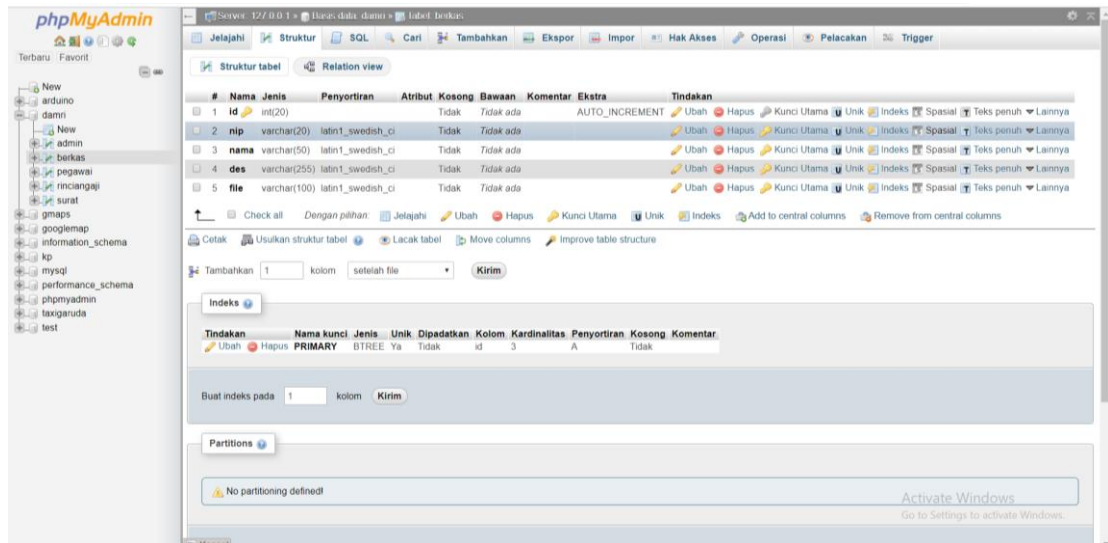 phpMyAdmin
Terbaru Favorit
New
arduino
damri
New
admin
berkas
pegawai
rinciangaji
surat
gmaps
googlemap
information_schema
kp
mysql
performance_schema
phpmyadmin
taxigaruda
test
Server: 127.0.0.1 » Basis data: damri » Tabel: berkas
Jelajahi Struktur SQL Cari Tambahkan Ekspor Impor Hak Akses Operasi Pelacakan Trigger
Struktur tabel Relation view
# Nama Jenis Penyortiran Atribut Kosong Bawaan Komentar Ekstra Tindakan
1 id int(20) Tidak Tidak ada AUTO_INCREMENT Ubah Hapus Kunci Utama Unik Indeks Spasial Teks penuh Lainnya
2 nip varchar(20) latin1_swedish_ci Tidak Tidak ada Ubah Hapus Kunci Utama Unik Indeks Spasial Teks penuh Lainnya
3 nama varchar(50) latin1_swedish_ci Tidak Tidak ada Ubah Hapus Kunci Utama Unik Indeks Spasial Teks penuh Lainnya
4 des varchar(255) latin1_swedish_ci Tidak Tidak ada Ubah Hapus Kunci Utama Unik Indeks Spasial Teks penuh Lainnya
5 file varchar(100) latin1_swedish_ci Tidak Tidak ada Ubah Hapus Kunci Utama Unik Indeks Spasial Teks penuh Lainnya
Check all Dengan pilihan: Jelajahi Ubah Hapus Kunci Utama Unik Indeks Add to central columns Remove from central columns
Cetak Usulkan struktur tabel Lacak tabel Move columns Improve table structure
Tambahkan 1 kolom setelah file Kirim
Indeks
Tindakan Nama kunci Jenis Unik Dipadatkan Kolom Kardinalitas Penyortiran Kosong Komentar
Ubah Hapus PRIMARY BTREE Ya Tidak id 3 A Tidak
Buat indeks pada 1 kolom Kirim
Partitions
No partitioning defined!
Activate Windows
Go to Settings to activate Windows.